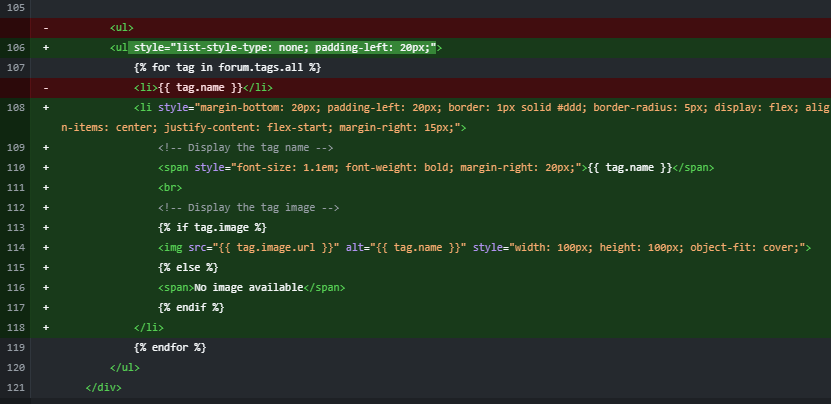 105
- <ul>
106 + <ul style="list-style-type: none; padding-left: 20px;">
107 {% for tag in forum.tags.all %}
- <li>{{ tag.name }}</li>
108 + <li style="margin-bottom: 20px; padding-left: 20px; border: 1px solid #ddd; border-radius: 5px; display: flex; alig
n-items: center; justify-content: flex-start; margin-right: 15px;">
109 + <!-- Display the tag name -->
110 + <span style="font-size: 1.1em; font-weight: bold; margin-right: 20px;">{{ tag.name }}</span>
111 + <br>
112 + <!-- Display the tag image -->
113 + {% if tag.image %}
114 + <img src="{{ tag.image.url }}" alt="{{ tag.name }}" style="width: 100px; height: 100px; object-fit: cover;">
115 + {% else %}
116 + <span>No image available</span>
117 + {% endif %}
118 + </li>
119 {% endfor %}
120 </ul>
121 </div>